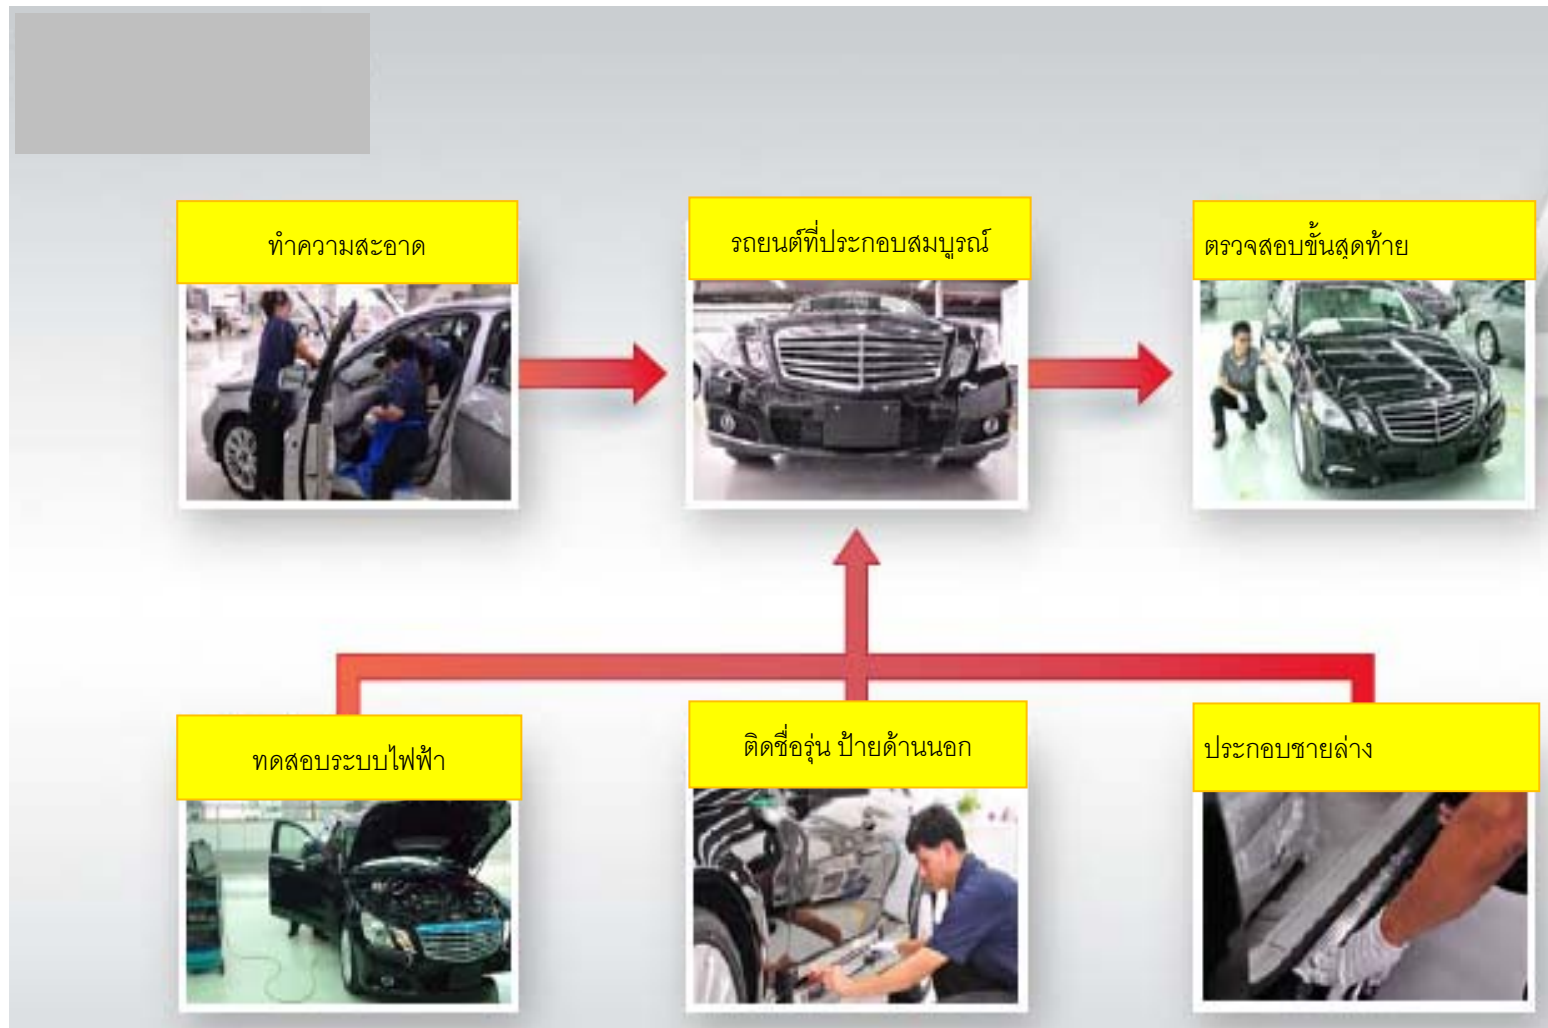 ทำความสะอาด
รถยนต์ที่ประกอบสมบูรณ์
ตรวจสอบขั้นสุดท้าย
ทดสอบระบบไฟฟ้า
ติดชื่อรุ่น ป้ายด้านนอก
ประกอบชายล่าง